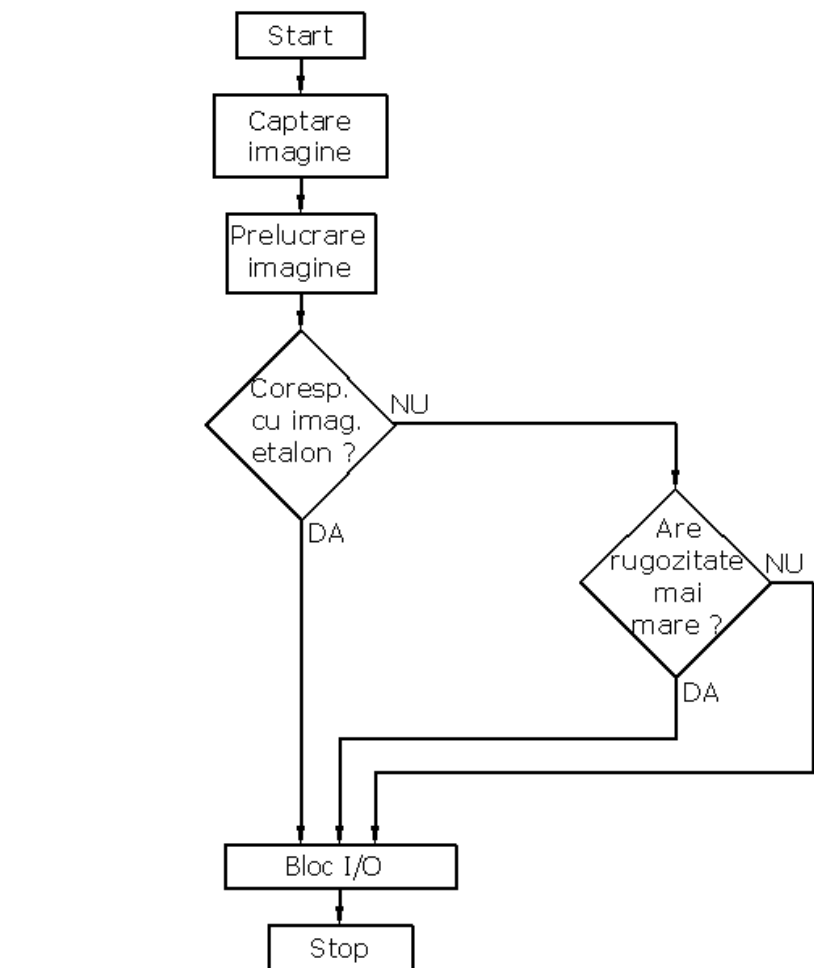 Start
Captare
imagine
Prelucrare
imagine
Coresp.
cu imag.
etalon ?
NU
DA
Are
rugozitate
mai
mare ?
NU
DA
Bloc I/O
Stop